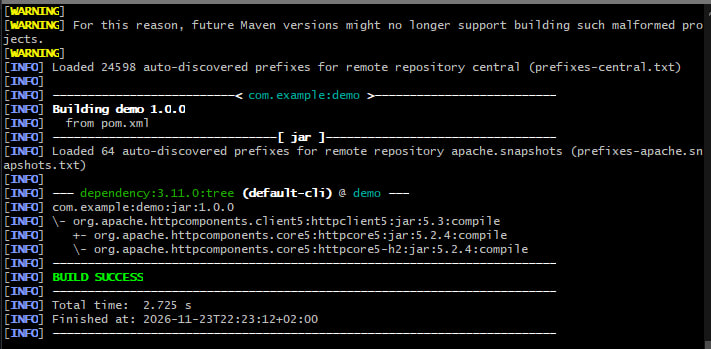 [WARNING]
[WARNING] For this reason, future Maven versions might no longer support building such malformed pro
jects.
[WARNING]
[INFO] Loaded 24598 auto-discovered prefixes for remote repository central (prefixes-central.txt)
[INFO]
[INFO] --------------------------< com.example:demo >--------------------------
[INFO] Building demo 1.0.0
[INFO]   from pom.xml
[INFO] --------------------------------[ jar ]---------------------------------
[INFO] Loaded 64 auto-discovered prefixes for remote repository apache.snapshots (prefixes-apache.sn
apshots.txt)
[INFO]
[INFO] --- dependency:3.11.0:tree (default-cli) @ demo ---
[INFO] com.example:demo:jar:1.0.0
[INFO] \- org.apache.httpcomponents.client5:httpclient5:jar:5.3:compile
[INFO]    +- org.apache.httpcomponents.core5:httpcore5:jar:5.2.4:compile
[INFO]    \- org.apache.httpcomponents.core5:httpcore5-h2:jar:5.2.4:compile
[INFO] ------------------------------------------------------------------------
[INFO] BUILD SUCCESS
[INFO] ------------------------------------------------------------------------
[INFO] Total time:  2.725 s
[INFO] Finished at: 2026-11-23T22:23:12+02:00
[INFO] ------------------------------------------------------------------------